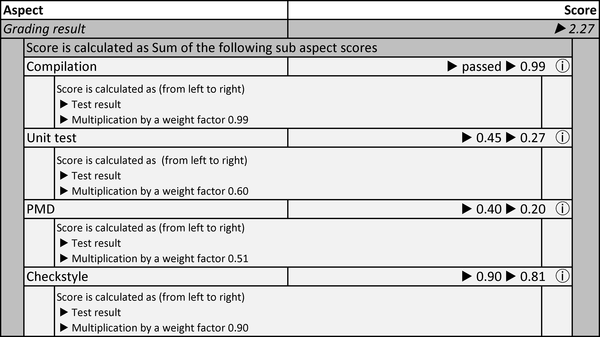 Aspect Score
Grading result ▶ 2.27
Score is calculated as Sum of the following sub aspect scores
Compilation ▶ passed ▶ 0.99 ⓘ
Score is calculated as (from left to right)
▶ Test result
▶ Multiplication by a weight factor 0.99
Unit test ▶ 0.45 ▶ 0.27 ⓘ
Score is calculated as (from left to right)
▶ Test result
▶ Multiplication by a weight factor 0.60
PMD ▶ 0.40 ▶ 0.20 ⓘ
Score is calculated as (from left to right)
▶ Test result
▶ Multiplication by a weight factor 0.51
Checkstyle ▶ 0.90 ▶ 0.81 ⓘ
Score is calculated as (from left to right)
▶ Test result
▶ Multiplication by a weight factor 0.90